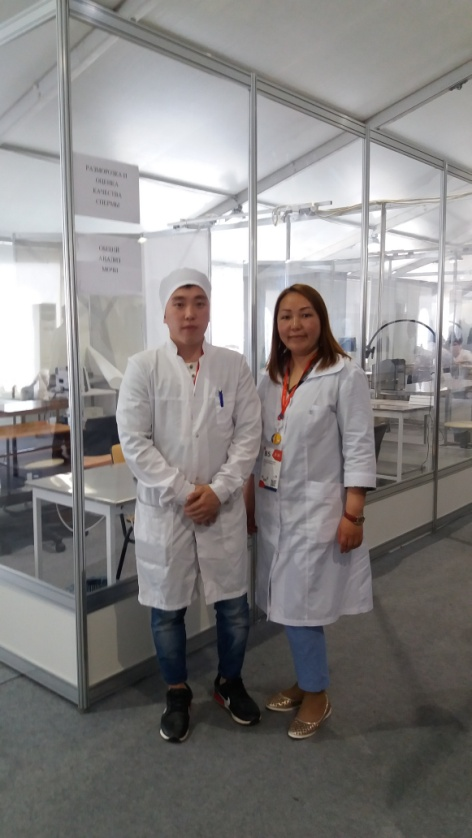 РАЗМОРОЗКА И
ОЦЕНКА
КАЧЕСТВА
СПЕРМЫ
ОБЩИЙ
АНАЛИЗ
МОЧИ